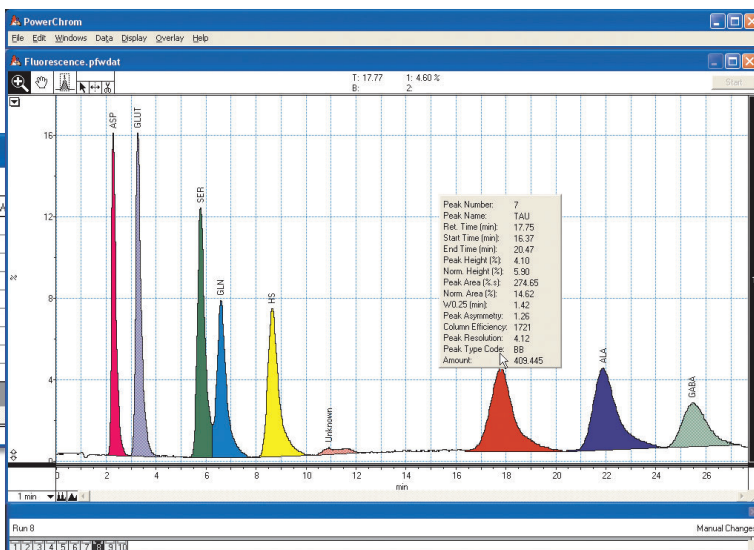 PowerChrom
File Edit Windows Data Display Overlay Help
Fluorescence.pfwdat
T: 17.77 1: 4.60 %
B: 2:
Start
ASP
GLUT
SER
GLN
HS
Unknown
ALA
GABA
Peak Number: 7
Peak Name: TAU
Ret. Time (min): 17.75
Start Time (min): 16.37
End Time (min): 20.47
Peak Height (%): 4.10
Norm. Height (%): 5.90
Peak Area (%.s): 274.65
Norm. Area (%): 14.62
W0.25 (min): 1.42
Peak Asymmetry: 1.26
Column Efficiency: 1721
Peak Resolution: 4.12
Peak Type Code: BB
Amount: 409.445
16
12
8
4
0
%
0 2 4 6 8 10 12 14 16 18 20 22 24 26
min
1 min
Run 8 Manual Changes
1 2 3 4 5 6 7 8 9 10